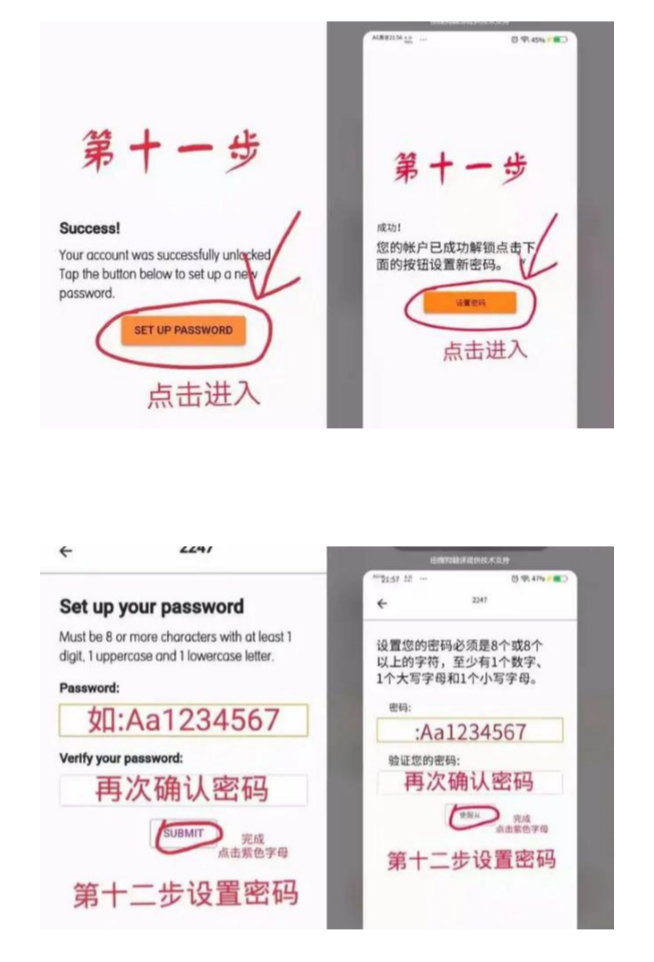 第十一步
Success!
Your account was successfully unlocked
Tap the button below to set up a new
password.
SET UP PASSWORD
点击进入
45%
第十一步
成功!
您的帐户已成功解锁点击下
面的按钮设置新密码。
设置密码
点击进入
2247
Set up your password
Must be 8 or more characters with at least 1
digit, 1 uppercase and 1 lowercase letter.
Password:
如:Aa1234567
Verify your password:
再次确认密码
SUBMIT
完成
点击紫色字母
第十二步设置密码
21:57
47%
2247
设置您的密码必须是8个或8个
以上的字符，至少有1个数字、
1个大写字母和1个小写字母。
密码:
:Aa1234567
验证您的密码:
再次确认密码
完成
点击紫色字母
第十二步设置密码